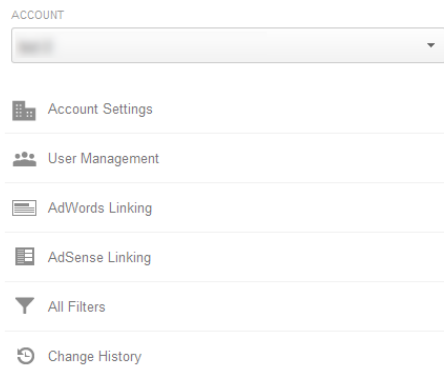 ACCOUNT
Account Settings
User Management
AdWords Linking
AdSense Linking
All Filters
Change History